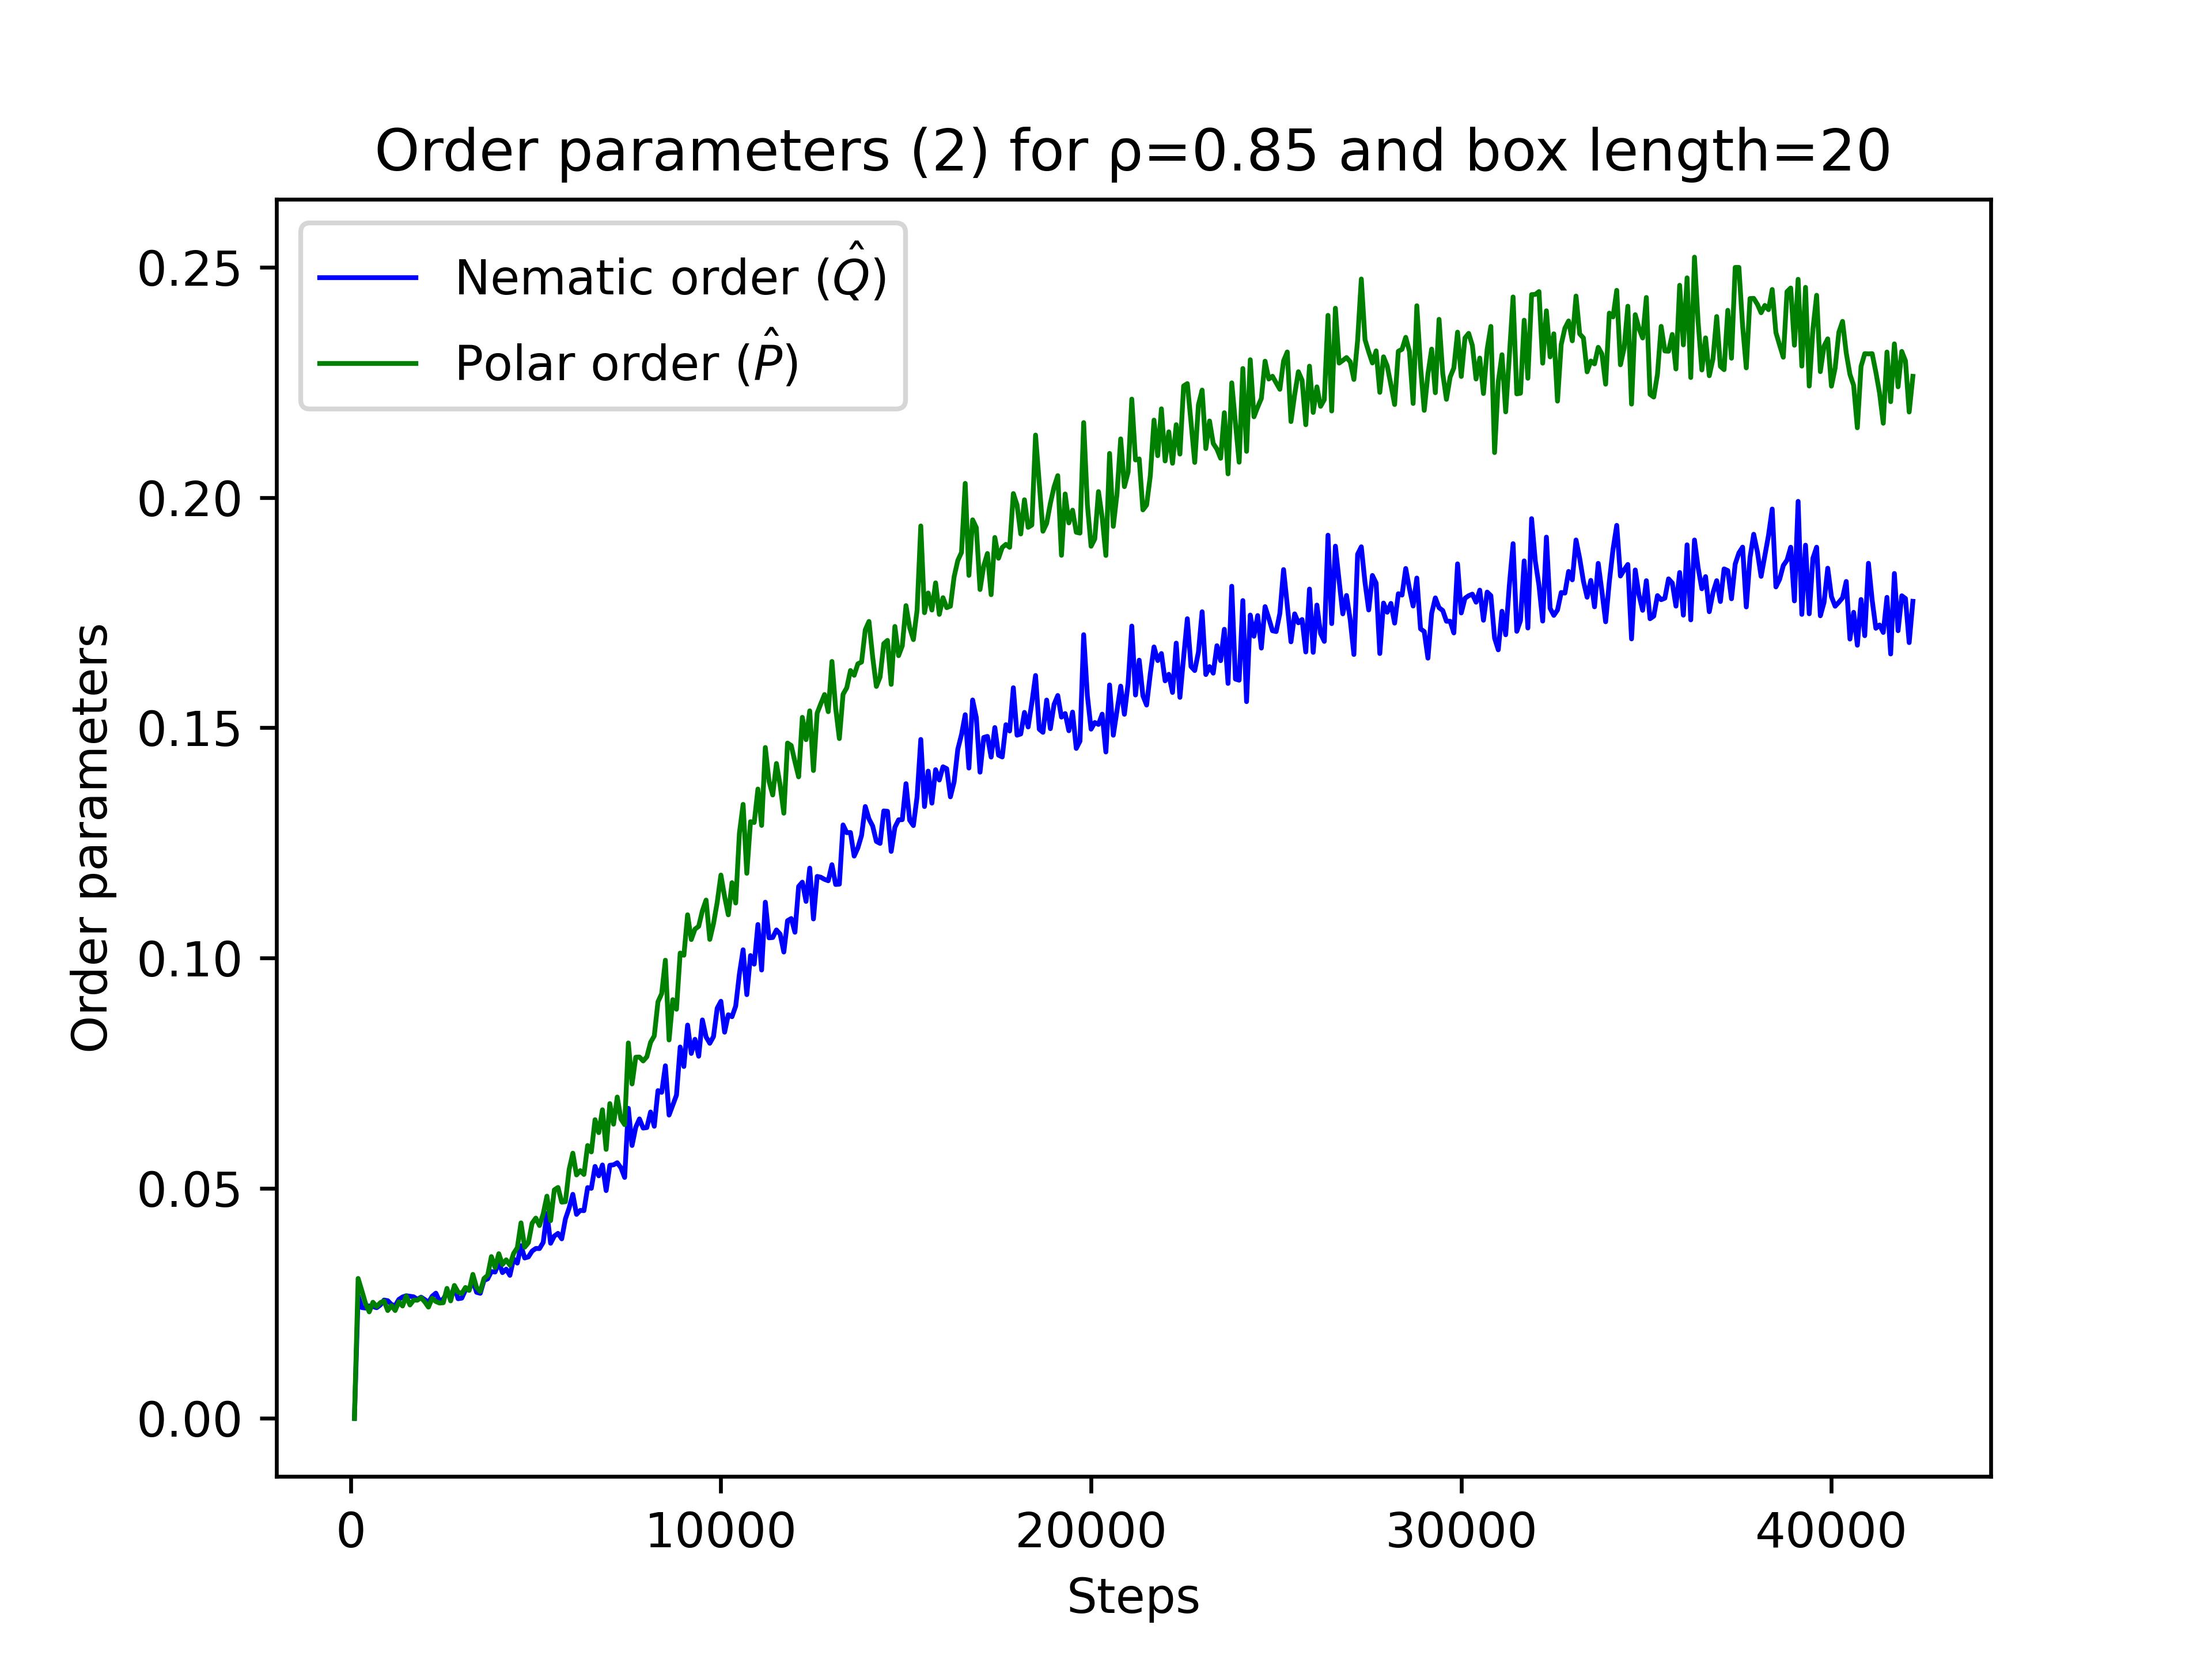 Order parameters (2) for ρ=0.85 and box length=20
Nematic order (Q̂)
Polar order (P̂)
0.25
0.20
0.15
0.10
0.05
0.00
Order parameters
0 10000 20000 30000 40000
Steps